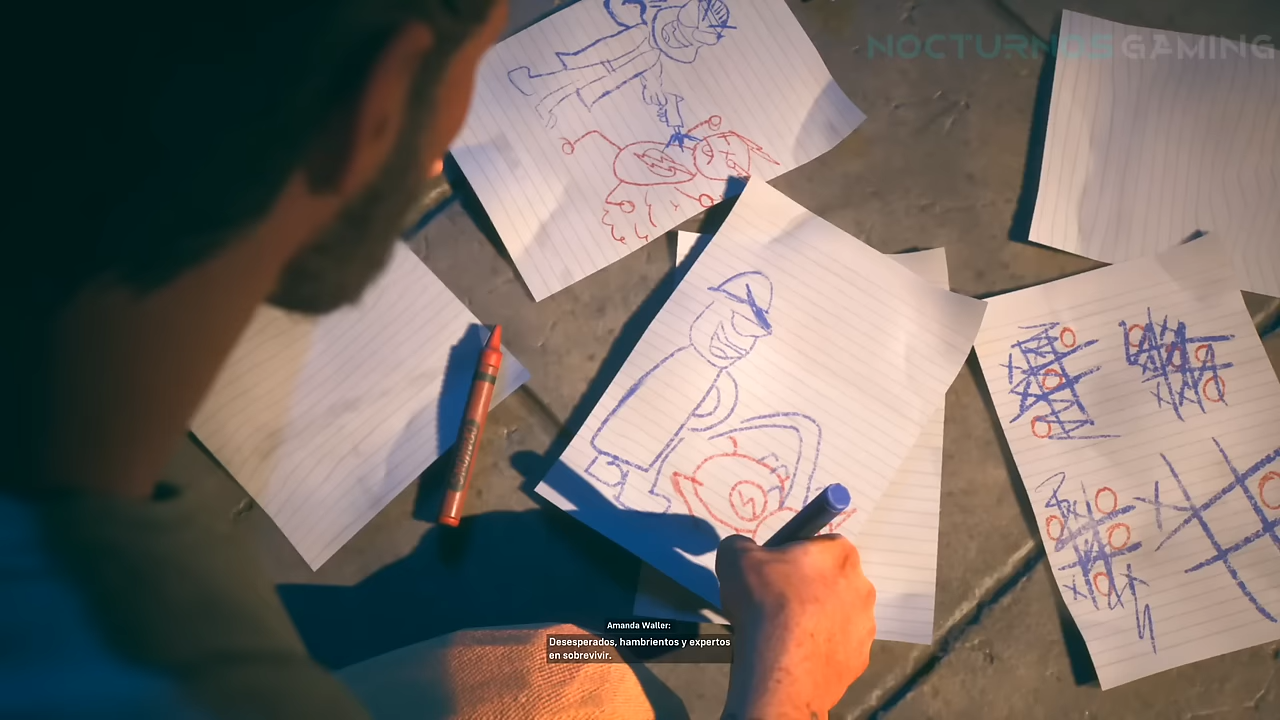 NOCTURNOS GAMING
Amanda Waller:
Desesperados, hambrientos y expertos
en sobrevivir.